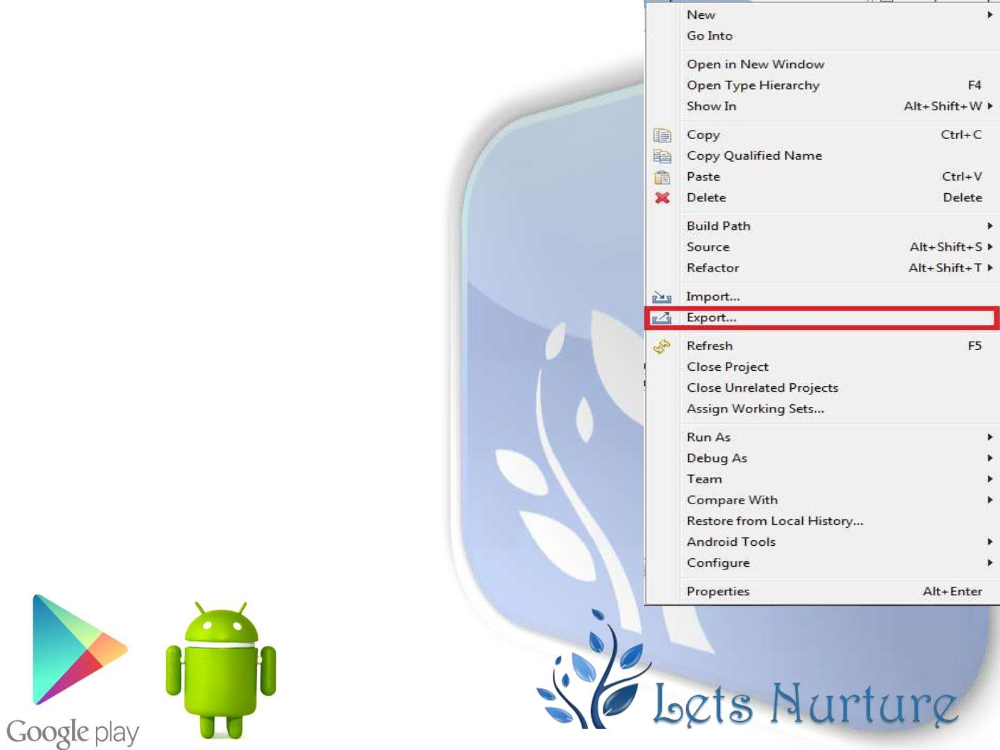 New
Go Into
Open in New Window
Open Type Hierarchy F4
Show In Alt+Shift+W
Copy Ctrl+C
Copy Qualified Name
Paste Ctrl+V
Delete Delete
Build Path
Source Alt+Shift+S
Refactor Alt+Shift+T
Import...
Export...
Refresh F5
Close Project
Close Unrelated Projects
Assign Working Sets...
Run As
Debug As
Team
Compare With
Restore from Local History...
Android Tools
Configure
Properties Alt+Enter
Google play
Lets Nurture